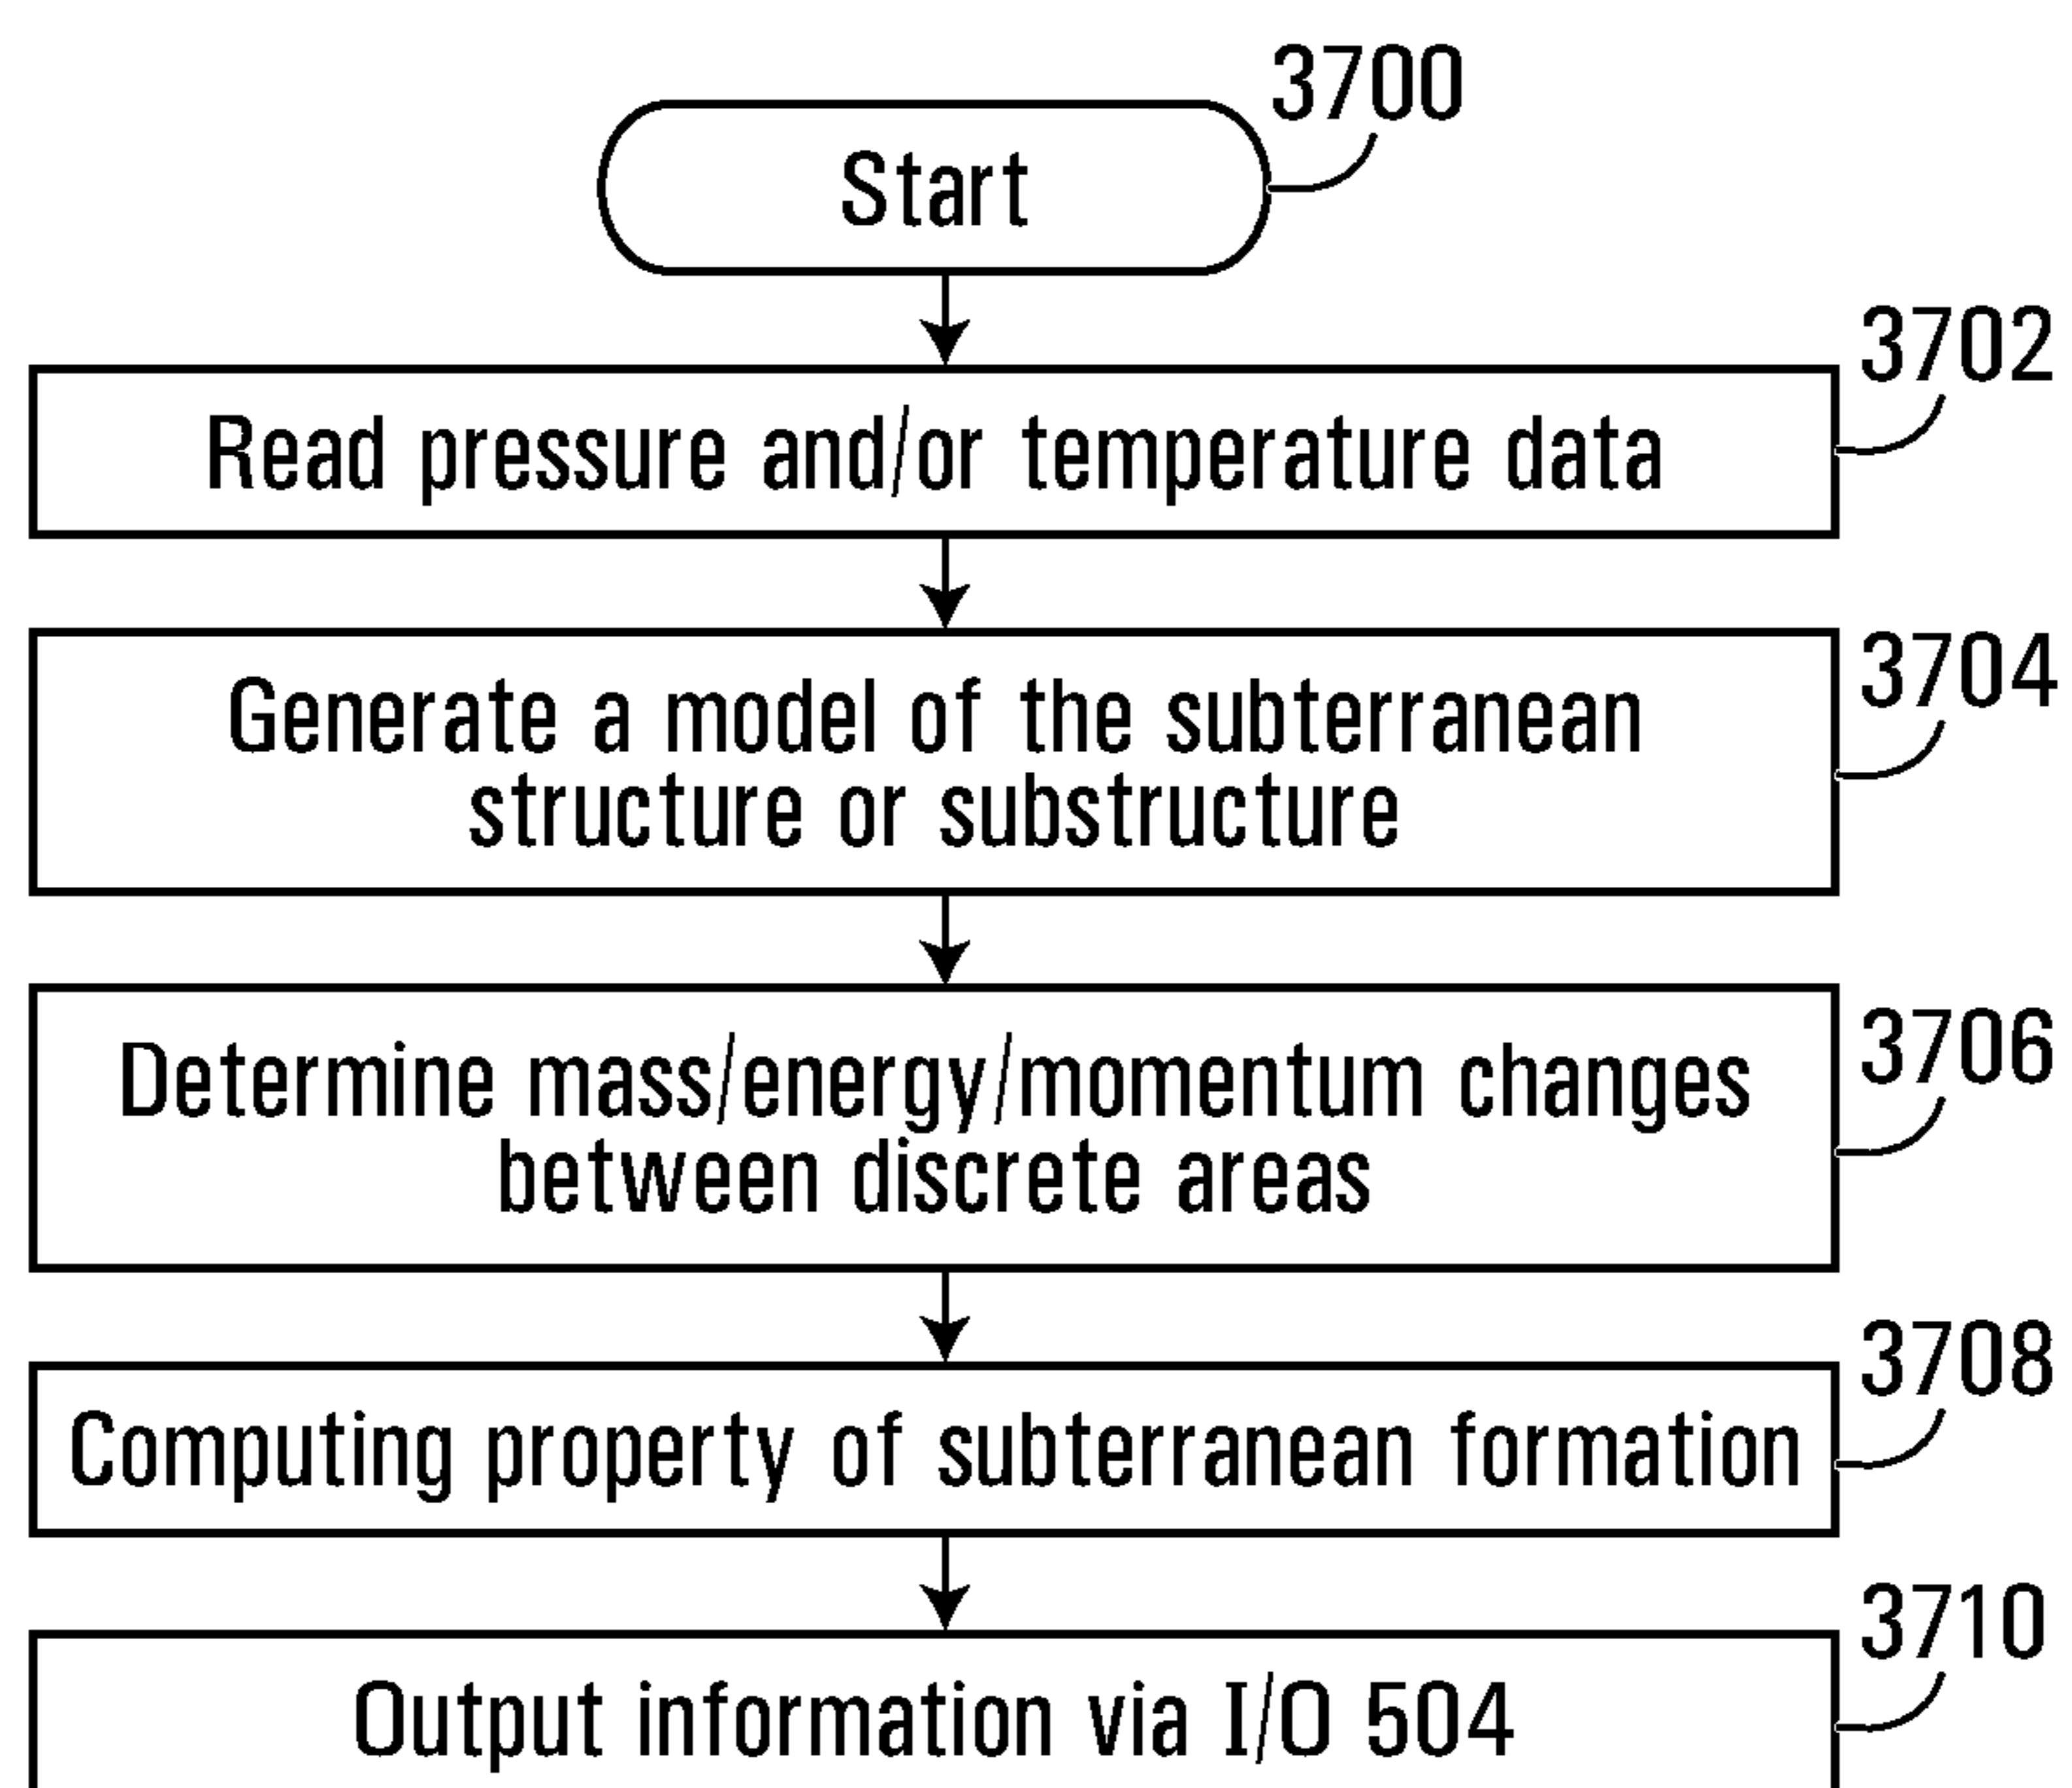 3700
Start
3702
Read pressure and/or temperature data
3704
Generate a model of the subterranean
structure or substructure
3706
Determine mass/energy/momentum changes
between discrete areas
3708
Computing property of subterranean formation
3710
Output information via I/O 504